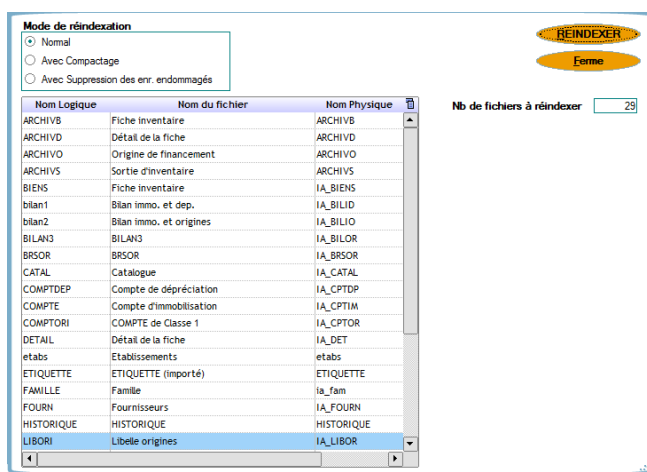 Mode de réindexation
Normal
Avec Compactage
Avec Suppression des enr. endommagés
REINDEXER
Ferme
Nb de fichiers à réindexer 29
Nom Logique Nom du fichier Nom Physique
ARCHIVB Fiche inventaire ARCHIVB
ARCHIVD Détail de la fiche ARCHIVD
ARCHIVO Origine de financement ARCHIVO
ARCHIVS Sortie d'inventaire ARCHIVS
BIENS Fiche inventaire IA_BIENS
bilan1 Bilan immo. et dep. IA_BILID
bilan2 Bilan immo. et origines IA_BILIO
BILAN3 BILAN3 IA_BILOR
BRSOR BRSOR IA_BRSOR
CATAL Catalogue IA_CATAL
COMPTDEP Compte de dépréciation IA_CPTDP
COMPTE Compte d'immobilisation IA_CPTIM
COMPTORI COMPTE de Classe 1 IA_CPTOR
DETAIL Détail de la fiche IA_DET
etabs Etablissements etabs
ETIQUETTE ETIQUETTE (importé) ETIQUETTE
FAMILLE Famille ia_fam
FOURN Fournisseurs IA_FOURN
HISTORIQUE HISTORIQUE HISTORIQUE
LIBORI Libelle origines IA_LIBOR